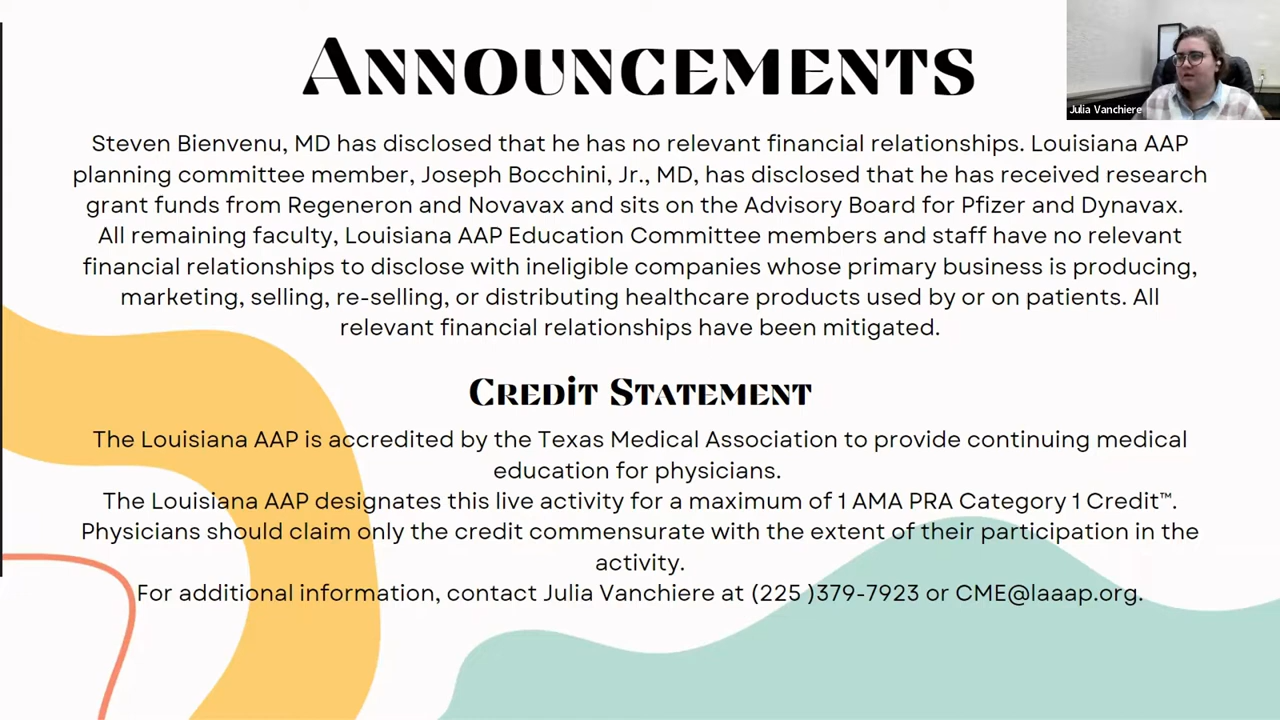 ANNOUNCEMENTS
Julia Vanchiere
Steven Bienvenu, MD has disclosed that he has no relevant financial relationships. Louisiana AAP
planning committee member, Joseph Bocchini, Jr., MD, has disclosed that he has received research
grant funds from Regeneron and Novavax and sits on the Advisory Board for Pfizer and Dynavax.
All remaining faculty, Louisiana AAP Education Committee members and staff have no relevant
financial relationships to disclose with ineligible companies whose primary business is producing,
marketing, selling, re-selling, or distributing healthcare products used by or on patients. All
relevant financial relationships have been mitigated.
CREDiT STATEMENT
The Louisiana AAP is accredited by the Texas Medical Association to provide continuing medical
education for physicians.
The Louisiana AAP designates this live activity for a maximum of 1 AMA PRA Category 1 Credit™.
Physicians should claim only the credit commensurate with the extent of their participation in the
activity.
For additional information, contact Julia Vanchiere at (225 )379-7923 or CME@laaap.org.